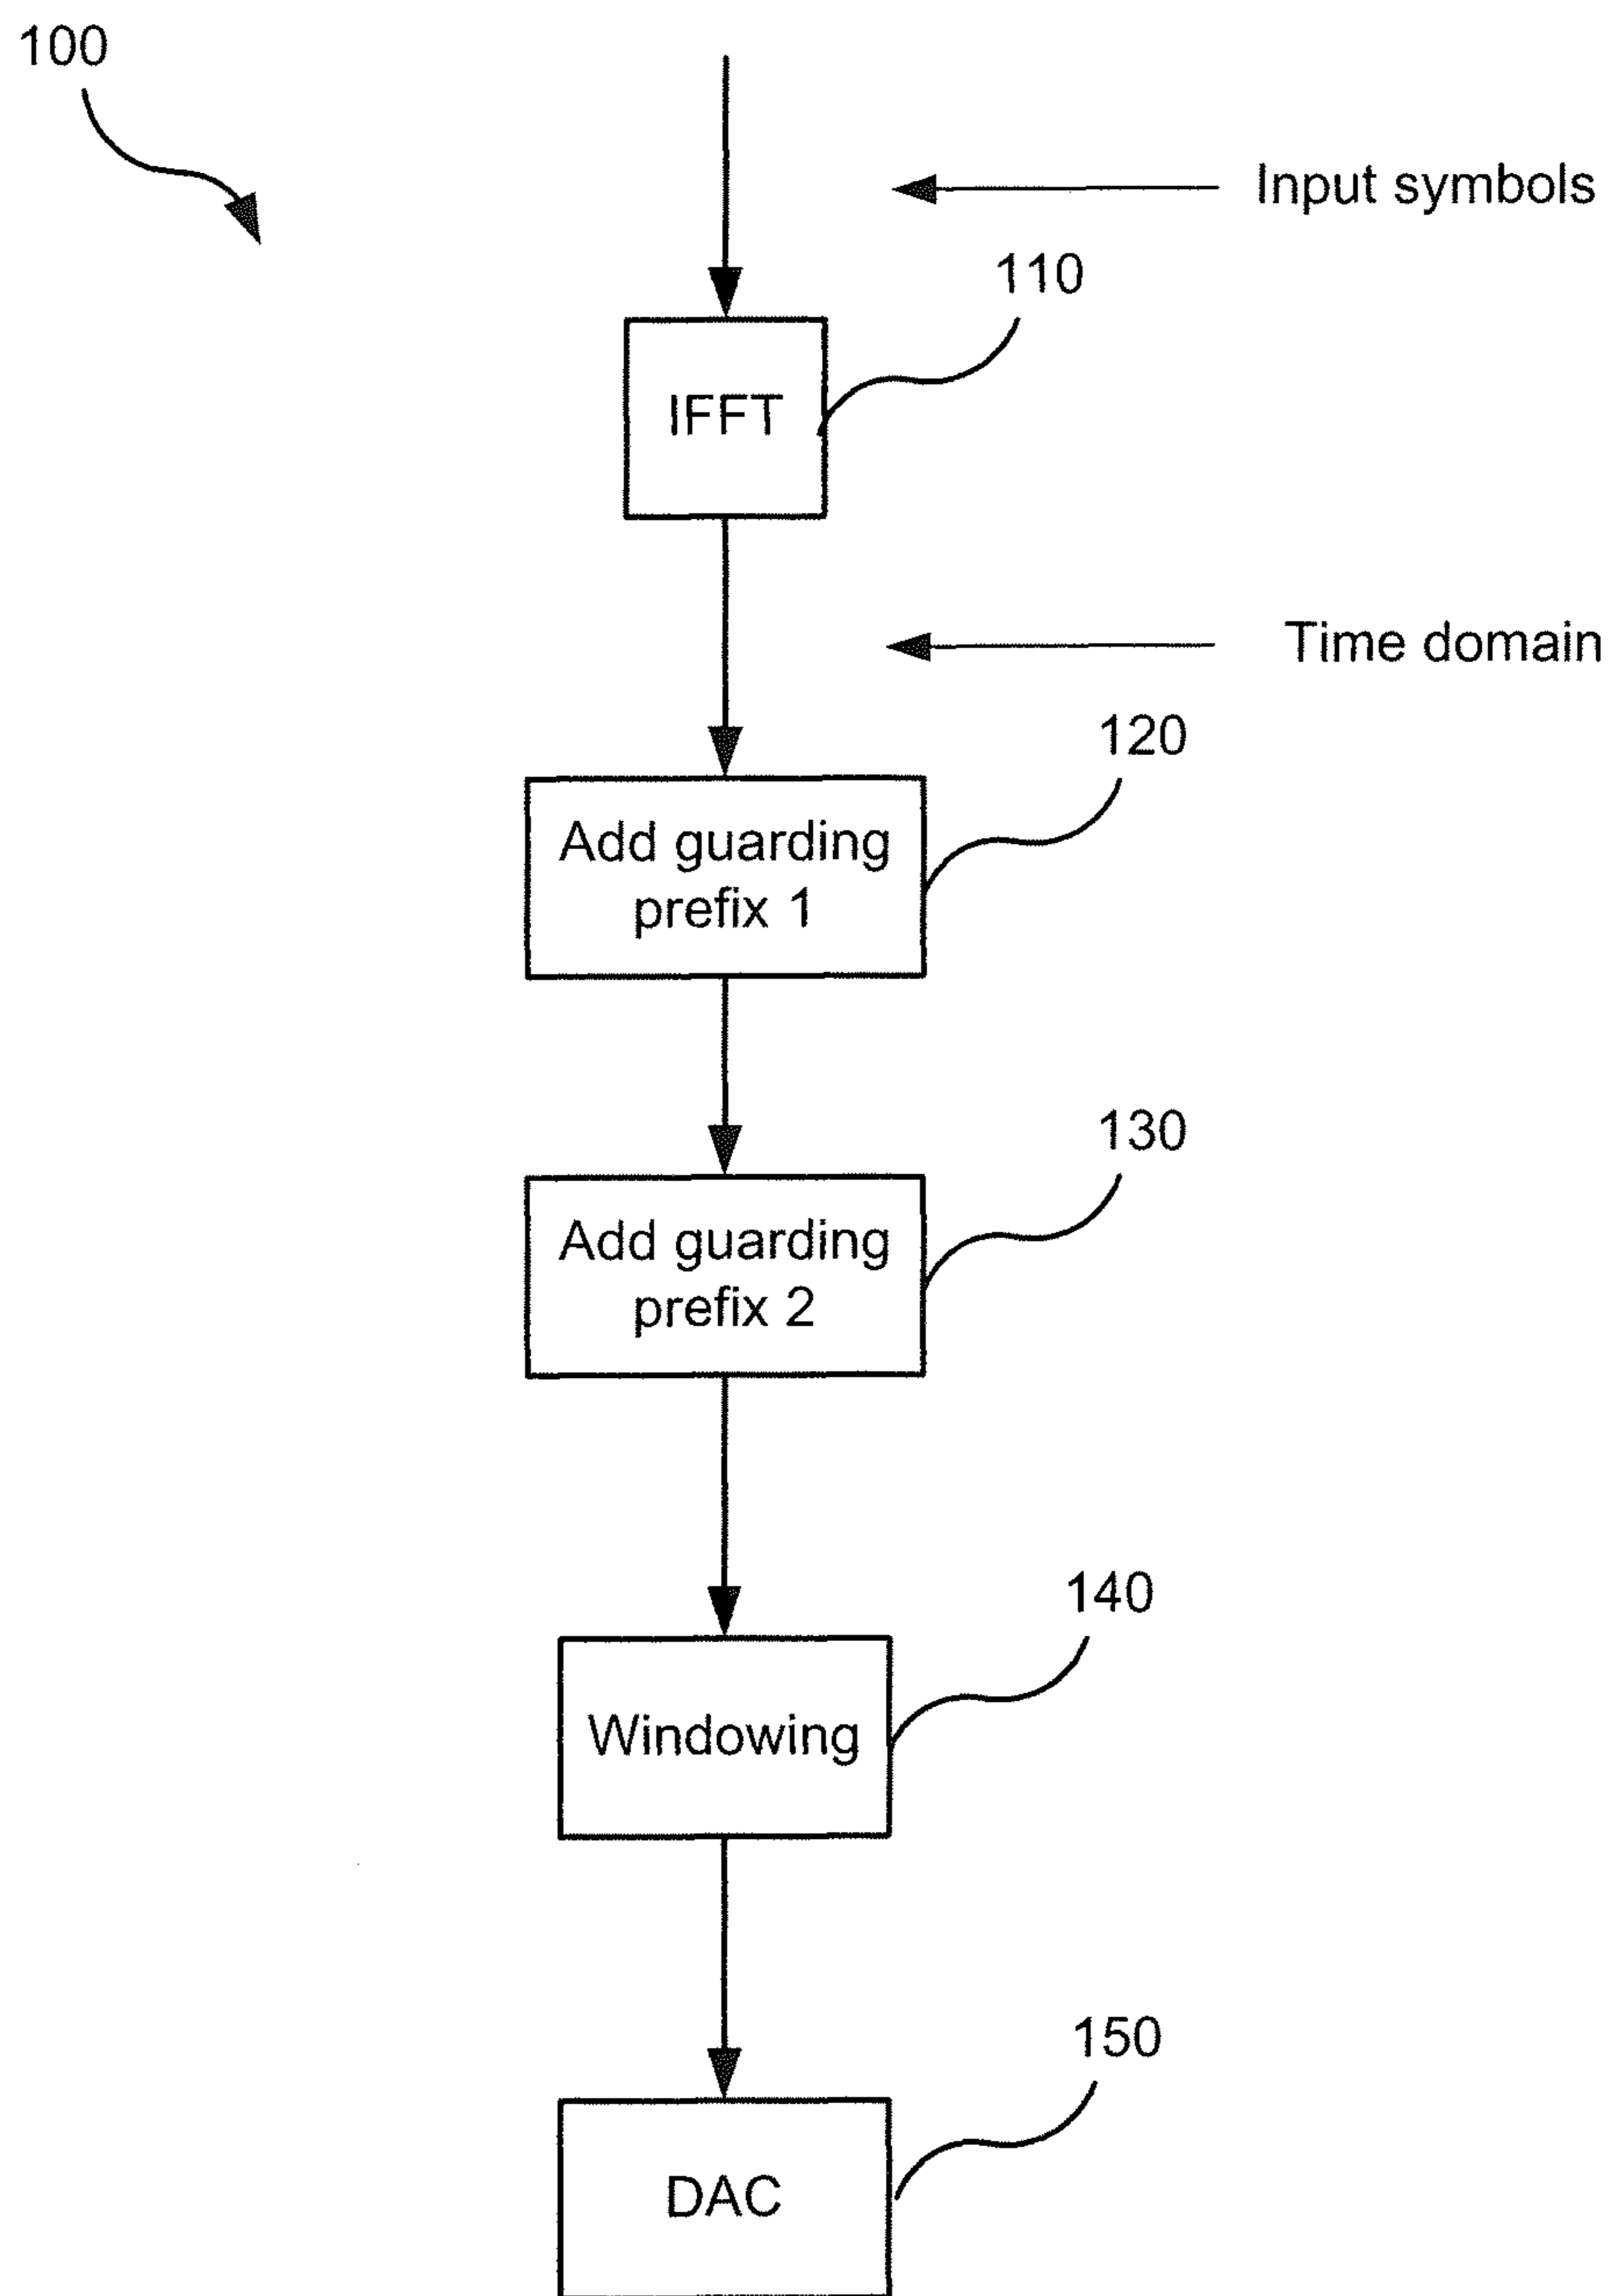 100
Input symbols
110
IFFT
Time domain
120
Add guarding
prefix 1
130
Add guarding
prefix 2
140
Windowing
150
DAC